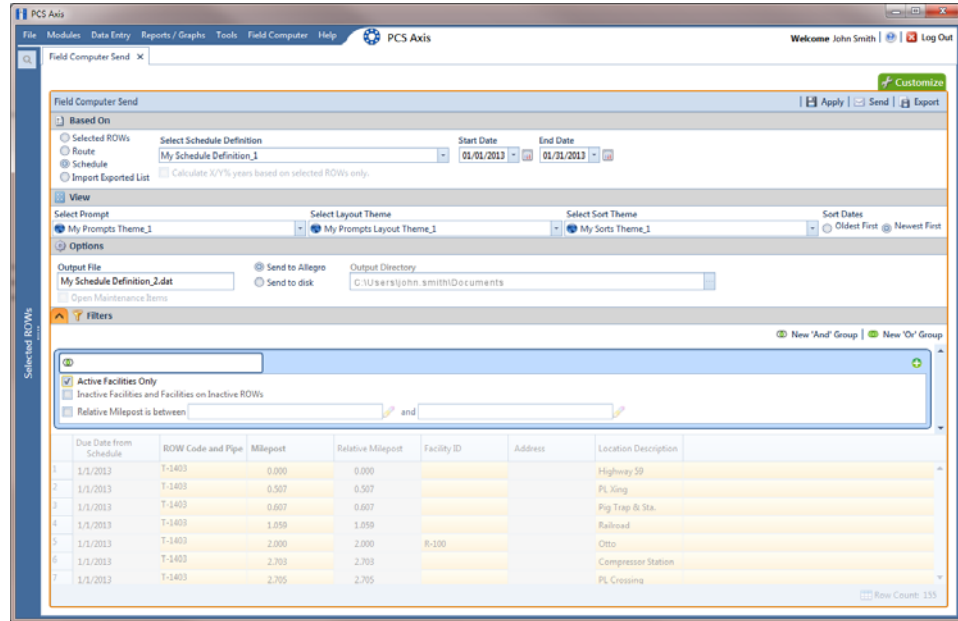 PCS Axis
File Modules Data Entry Reports / Graphs Tools Field Computer Help PCS Axis Welcome John Smith Log Out
Field Computer Send X
Customize
Field Computer Send Apply Send Export
Based On
Selected ROWs
Route
Schedule
Import Exported List
Select Schedule Definition Start Date End Date
My Schedule Definition_1 01/01/2013 01/31/2013
Calculate X/Y% years based on selected ROWs only.
View
Select Prompt Select Layout Theme Select Sort Theme Sort Dates
My Prompts Theme_1 My Prompts Layout Theme_1 My Sorts Theme_1 Oldest First Newest First
Options
Output File Send to Allegro Output Directory
My Schedule Definition_2.dat Send to disk C:\Users\john.smith\Documents
Open Maintenance Items
Filters
Selected ROWs
New 'And' Group New 'Or' Group
Active Facilities Only
Inactive Facilities and Facilities on Inactive ROWs
Relative Milepost is between and
Due Date from Schedule ROW Code and Pipe Milepost Relative Milepost Facility ID Address Location Description
1 1/1/2013 T-1403 0.000 0.000 Highway 59
2 1/1/2013 T-1403 0.507 0.507 PL Xing
3 1/1/2013 T-1403 0.607 0.607 Pig Trap & Sta.
4 1/1/2013 T-1403 1.059 1.059 Railroad
5 1/1/2013 T-1403 2.000 2.000 R-100 Otto
6 1/1/2013 T-1403 2.703 2.703 Compressor Station
7 1/1/2013 T-1403 2.705 2.705 PL Crossing
Row Count: 155